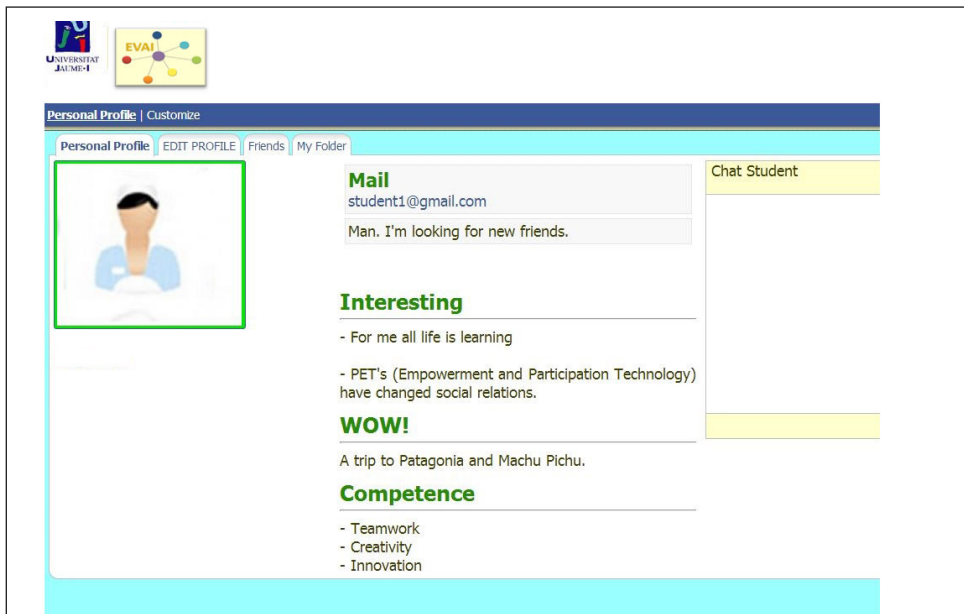 UNIVERSITAT
JAUME·I
EVAI
Personal Profile | Customize
Personal Profile EDIT PROFILE Friends My Folder
Mail
student1@gmail.com
Man. I'm looking for new friends.
Chat Student
Interesting
- For me all life is learning
- PET's (Empowerment and Participation Technology)
have changed social relations.
WOW!
A trip to Patagonia and Machu Pichu.
Competence
- Teamwork
- Creativity
- Innovation